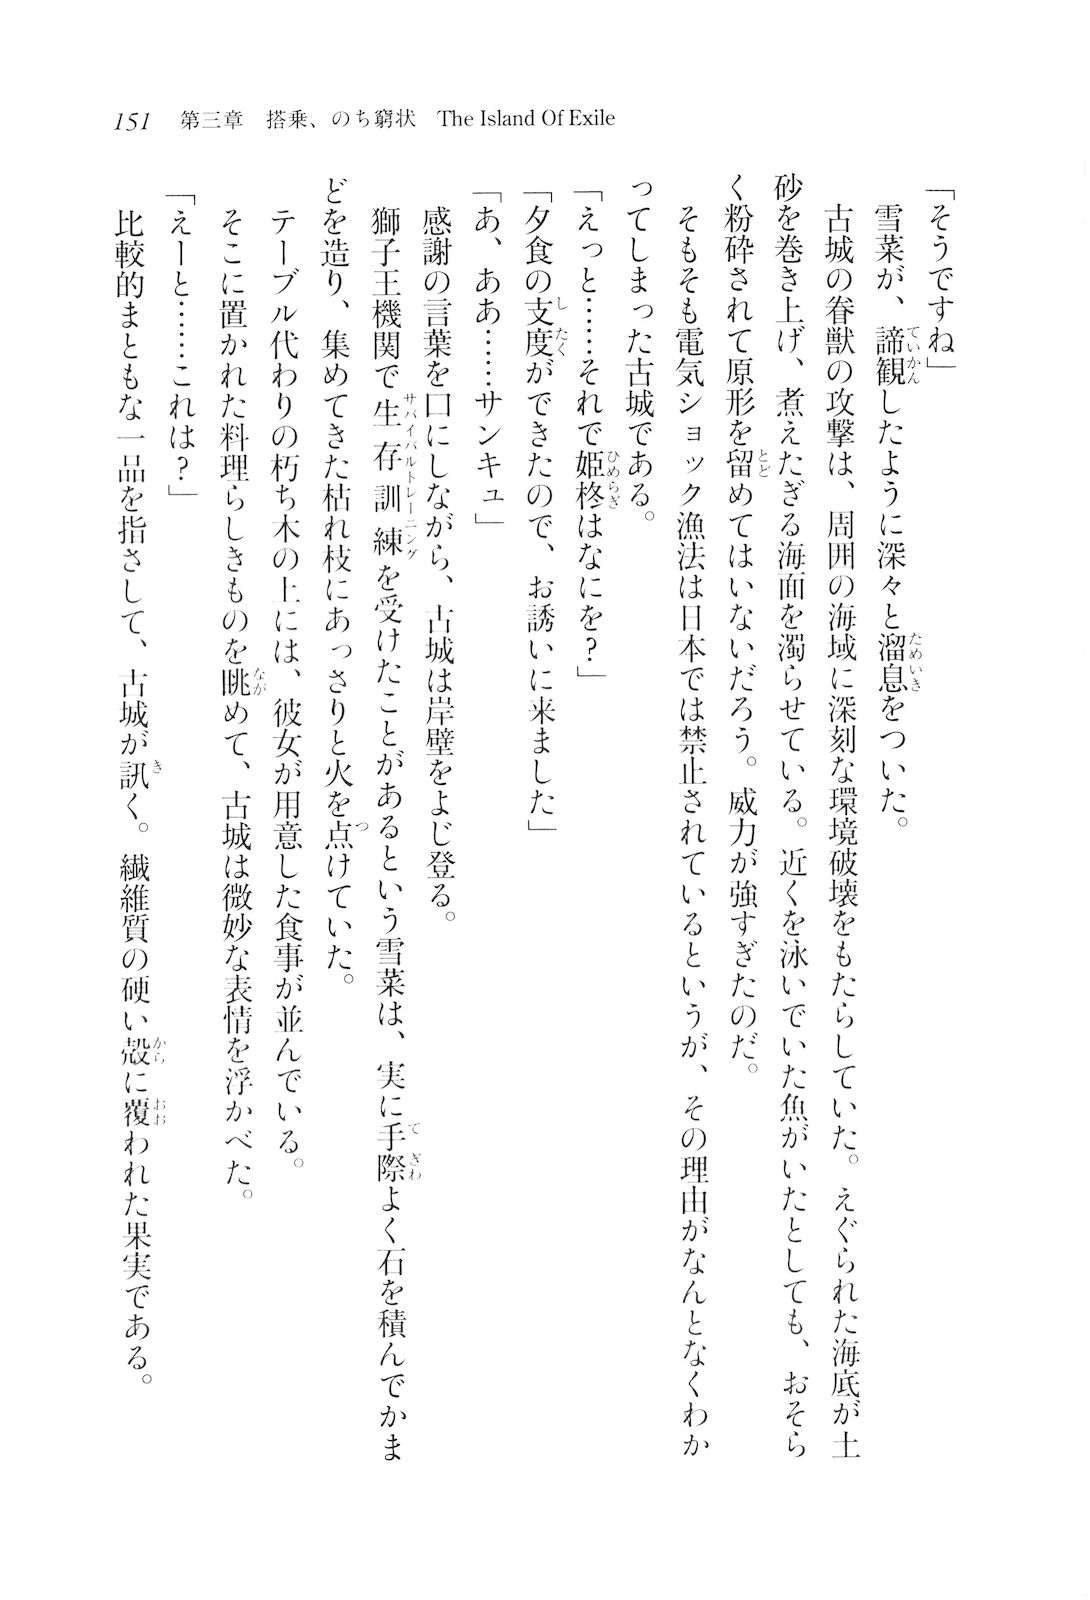 151　第三章　搭乗、のち窮状　The Island Of Exile
「そうですね」
雪菜が、諦観したように深々と溜息をついた。
古城の眷獣の攻撃は、周囲の海域に深刻な環境破壊をもたらしていた。えぐられた海底が土
砂を巻き上げ、煮えたぎる海面を濁らせている。近くを泳いでいた魚がいたとしても、おそら
く粉砕されて原形を留めてはいないだろう。威力が強すぎたのだ。
そもそも電気ショック漁法は日本では禁止されているというが、その理由がなんとなくわか
ってしまった古城である。
「えっと……それで姫柊はなにを？」
「夕食の支度ができたので、お誘いに来ました」
「あ、ああ……サンキュ」
感謝の言葉を口にしながら、古城は岸壁をよじ登る。
獅子王機関で生存訓練を受けたことがあるという雪菜は、実に手際よく石を積んでかま
どを造り、集めてきた枯れ枝にあっさりと火を点けていた。
テーブル代わりの朽ち木の上には、彼女が用意した食事が並んでいる。
そこに置かれた料理らしきものを眺めて、古城は微妙な表情を浮かべた。
「えーと……これは？」
比較的まともな一品を指さして、古城が訊く。繊維質の硬い殻に覆われた果実である。